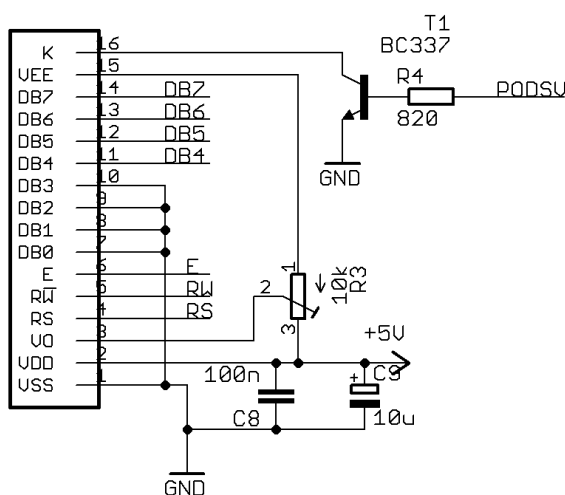 T1
BC337
K 16
VEE 15
DB7 14 DB7
DB6 13 DB6
DB5 12 DB5
DB4 11 DB4
DB3 10
DB2 9
DB1 8
DB0 7
E 6 E
RW 5 RW
RS 4 RS
VO 3
VDD 2
VSS 1
R4
820
PODSV
GND
1
2
3
10k
R3
+5V
100n
C8
+
C9
10u
GND